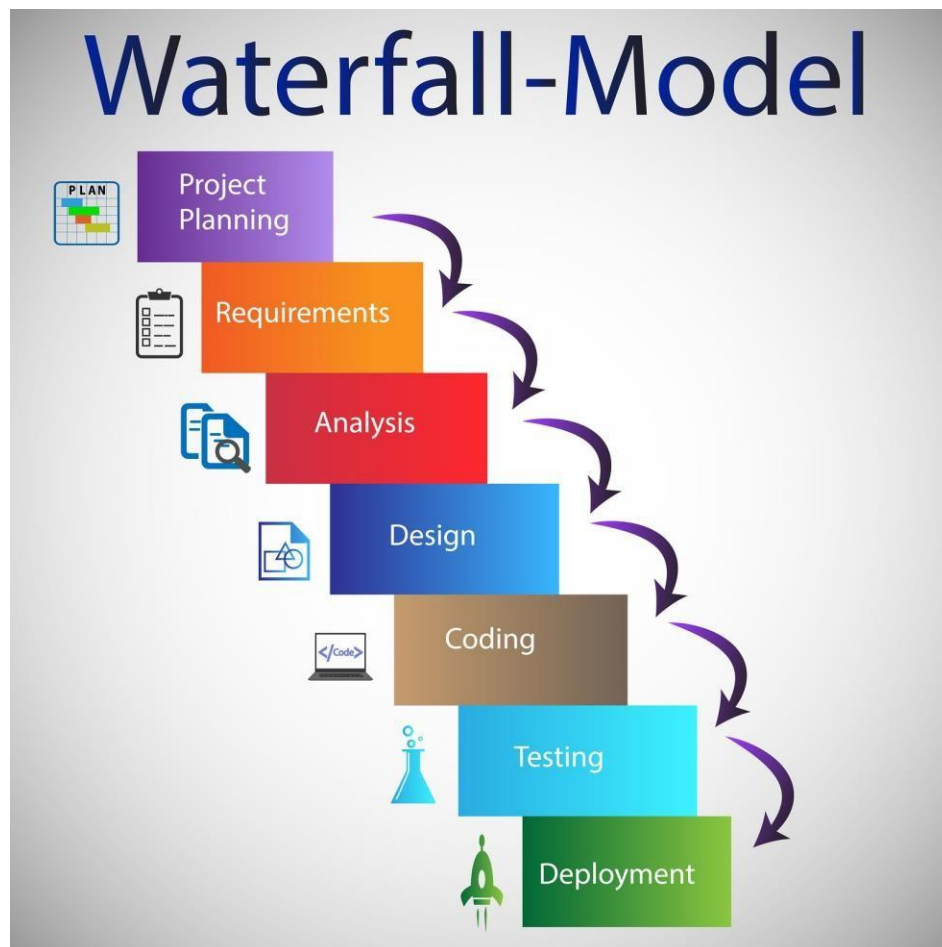 Waterfall-Model
PLAN
Project
Planning
Requirements
Analysis
Design
</Code>
Coding
Testing
Deployment